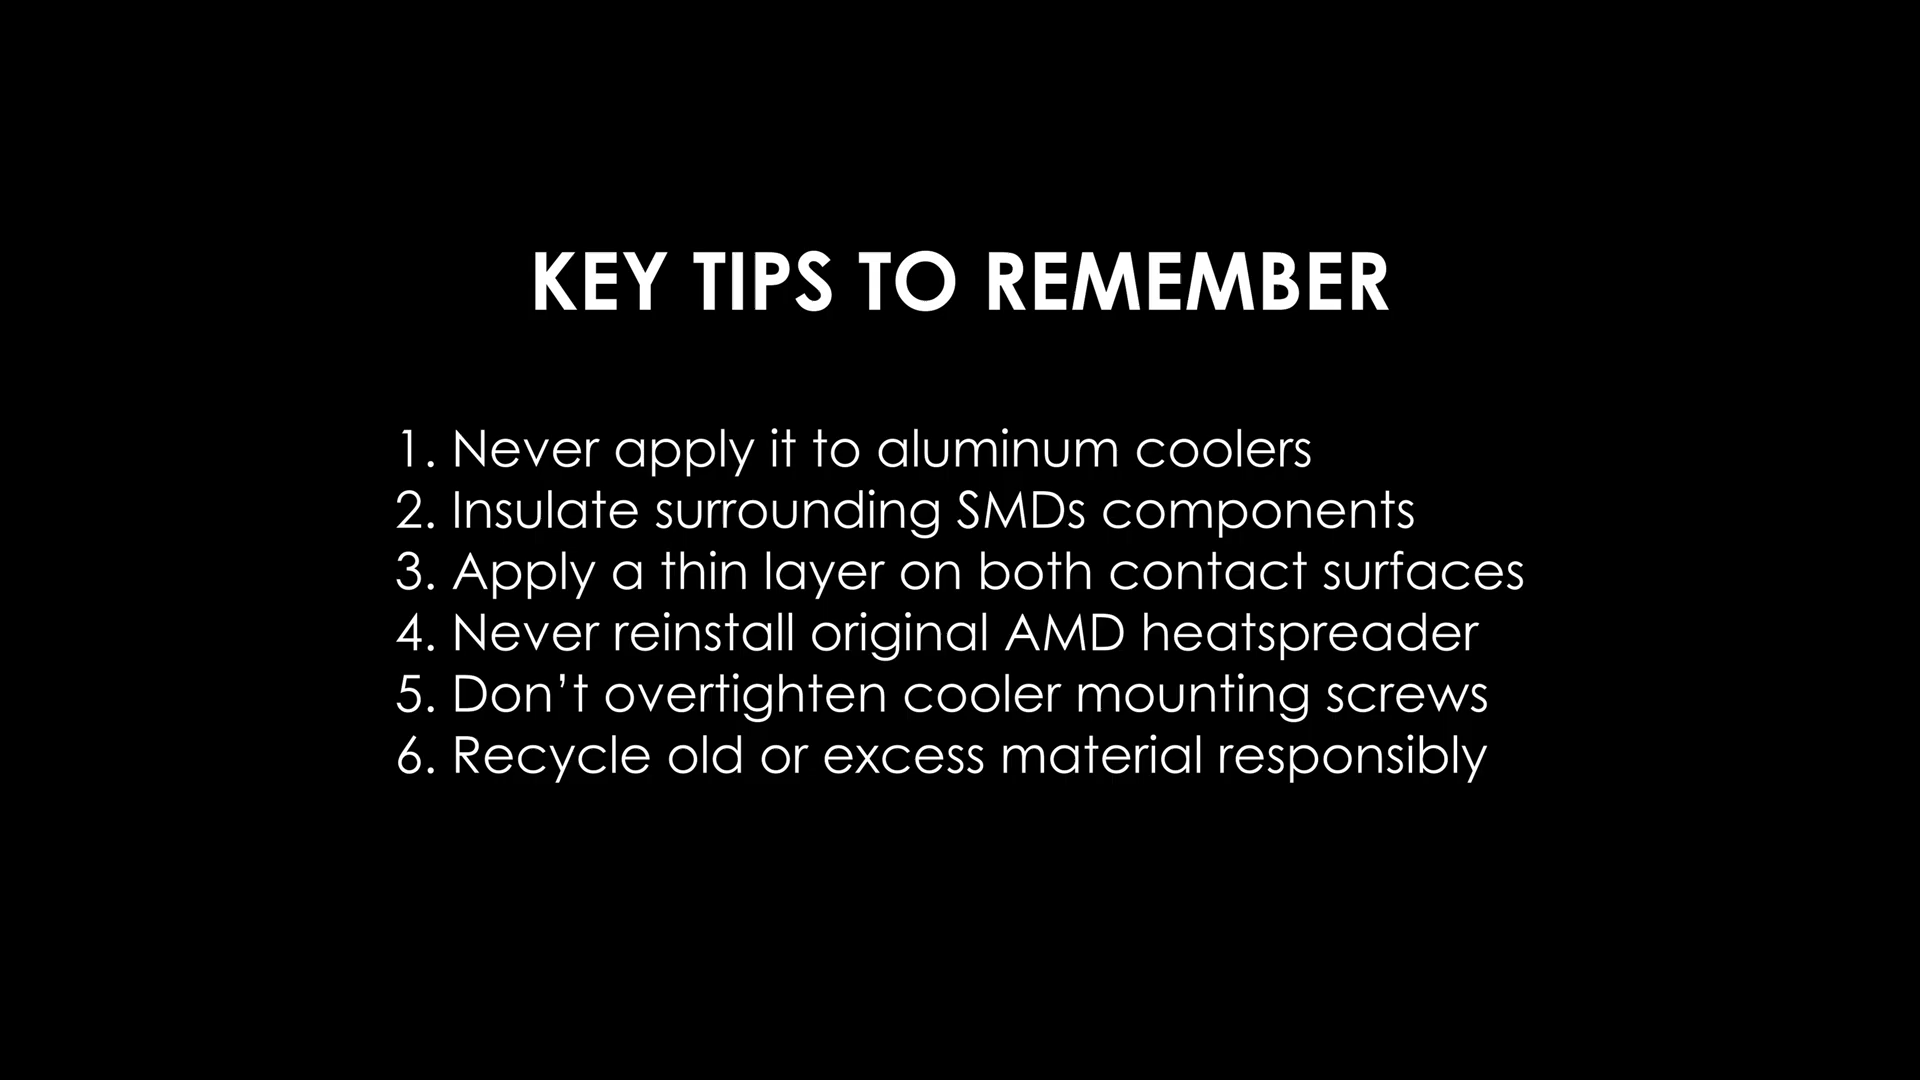 KEY TIPS TO REMEMBER
1. Never apply it to aluminum coolers
2. Insulate surrounding SMDs components
3. Apply a thin layer on both contact surfaces
4. Never reinstall original AMD heatspreader
5. Don’t overtighten cooler mounting screws
6. Recycle old or excess material responsibly